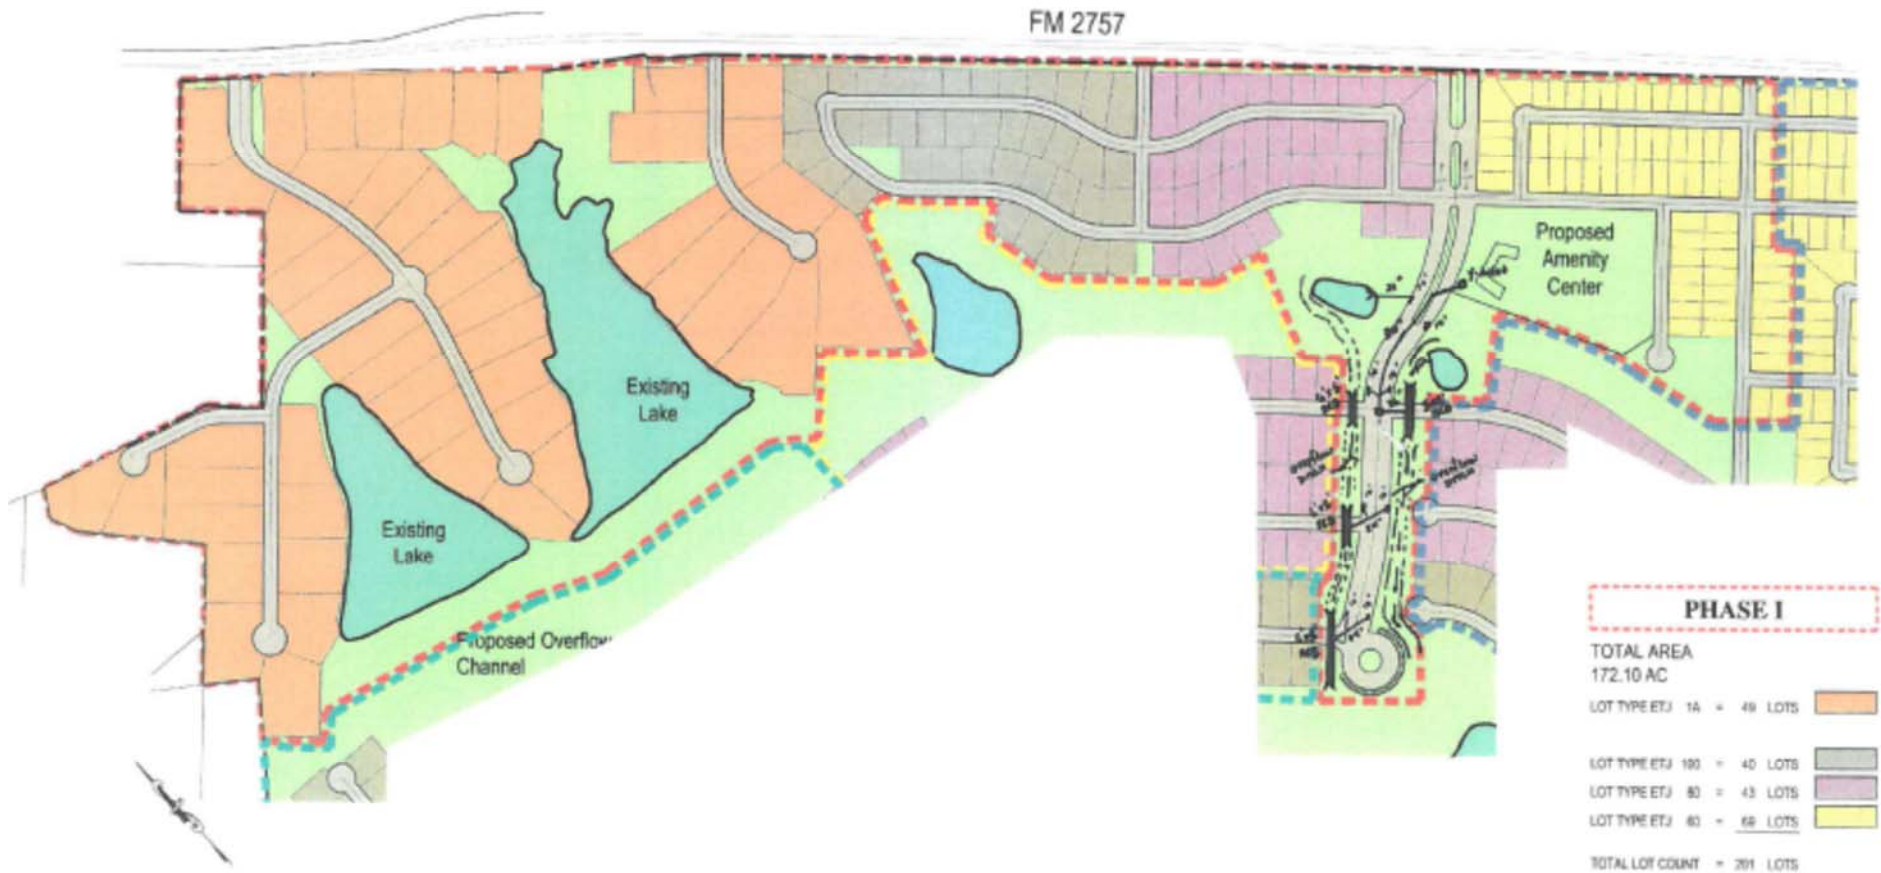 FM 2757
Proposed
Amenity
Center
Existing
Lake
Existing
Lake
Proposed Overflow
Channel
PHASE I
TOTAL AREA
172.10 AC
LOT TYPE ETJ 1A = 49 LOTS
LOT TYPE ETJ 100 = 40 LOTS
LOT TYPE ETJ 80 = 43 LOTS
LOT TYPE ETJ 60 = 69 LOTS
TOTAL LOT COUNT = 201 LOTS